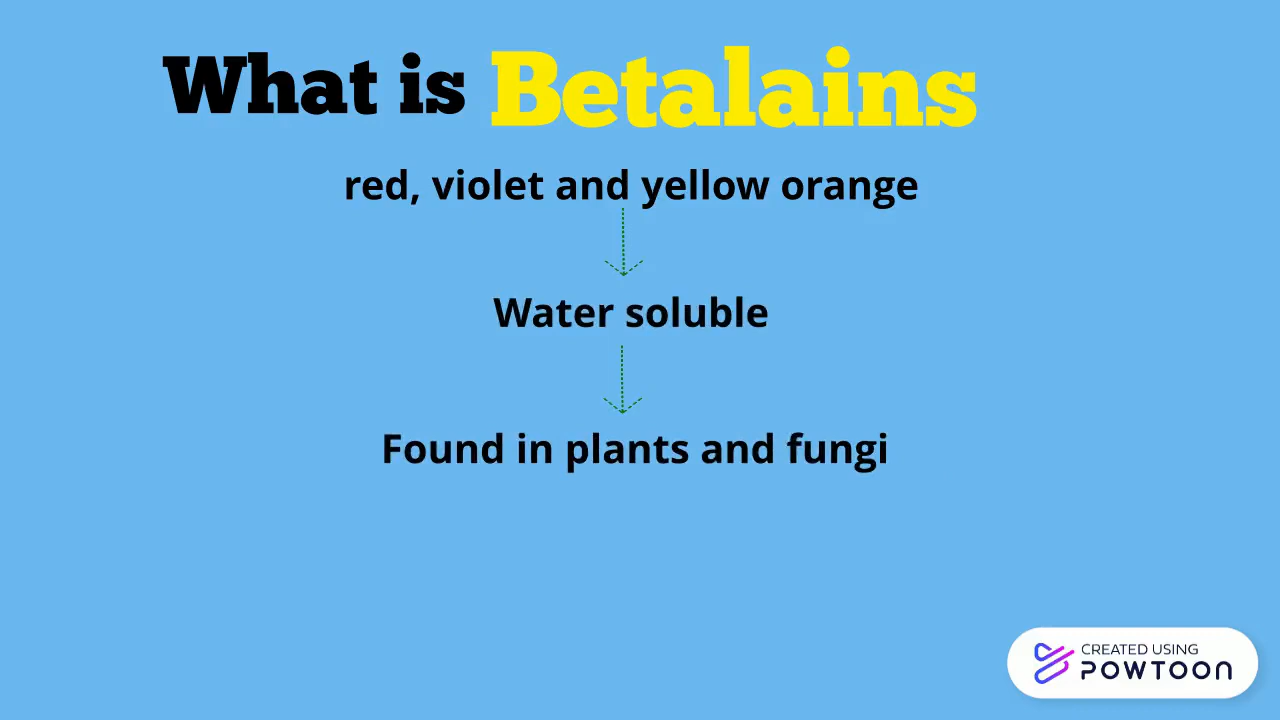 What is Betalains
red, violet and yellow orange
Water soluble
Found in plants and fungi
CREATED USING
POWTOON